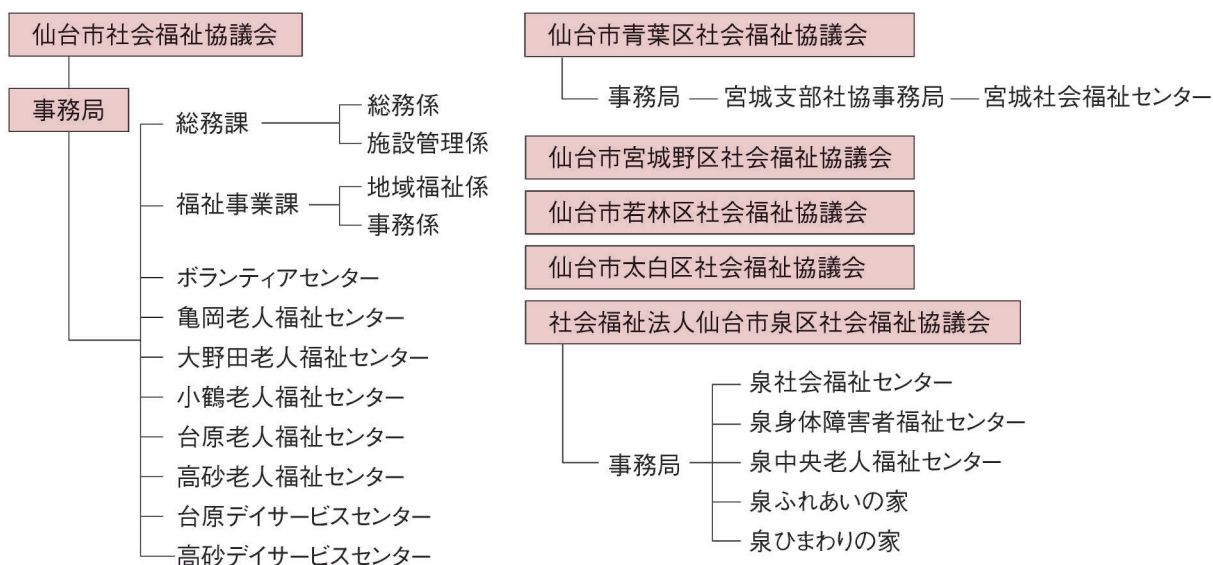 仙台市社会福祉協議会
事務局
総務課
総務係
施設管理係
福祉事業課
地域福祉係
事務係
ボランティアセンター
亀岡老人福祉センター
大野田老人福祉センター
小鶴老人福祉センター
台原老人福祉センター
高砂老人福祉センター
台原デイサービスセンター
高砂デイサービスセンター
仙台市青葉区社会福祉協議会
事務局
宮城支部社協事務局
宮城社会福祉センター
仙台市宮城野区社会福祉協議会
仙台市若林区社会福祉協議会
仙台市太白区社会福祉協議会
社会福祉法人仙台市泉区社会福祉協議会
事務局
泉社会福祉センター
泉身体障害者福祉センター
泉中央老人福祉センター
泉ふれあいの家
泉ひまわりの家